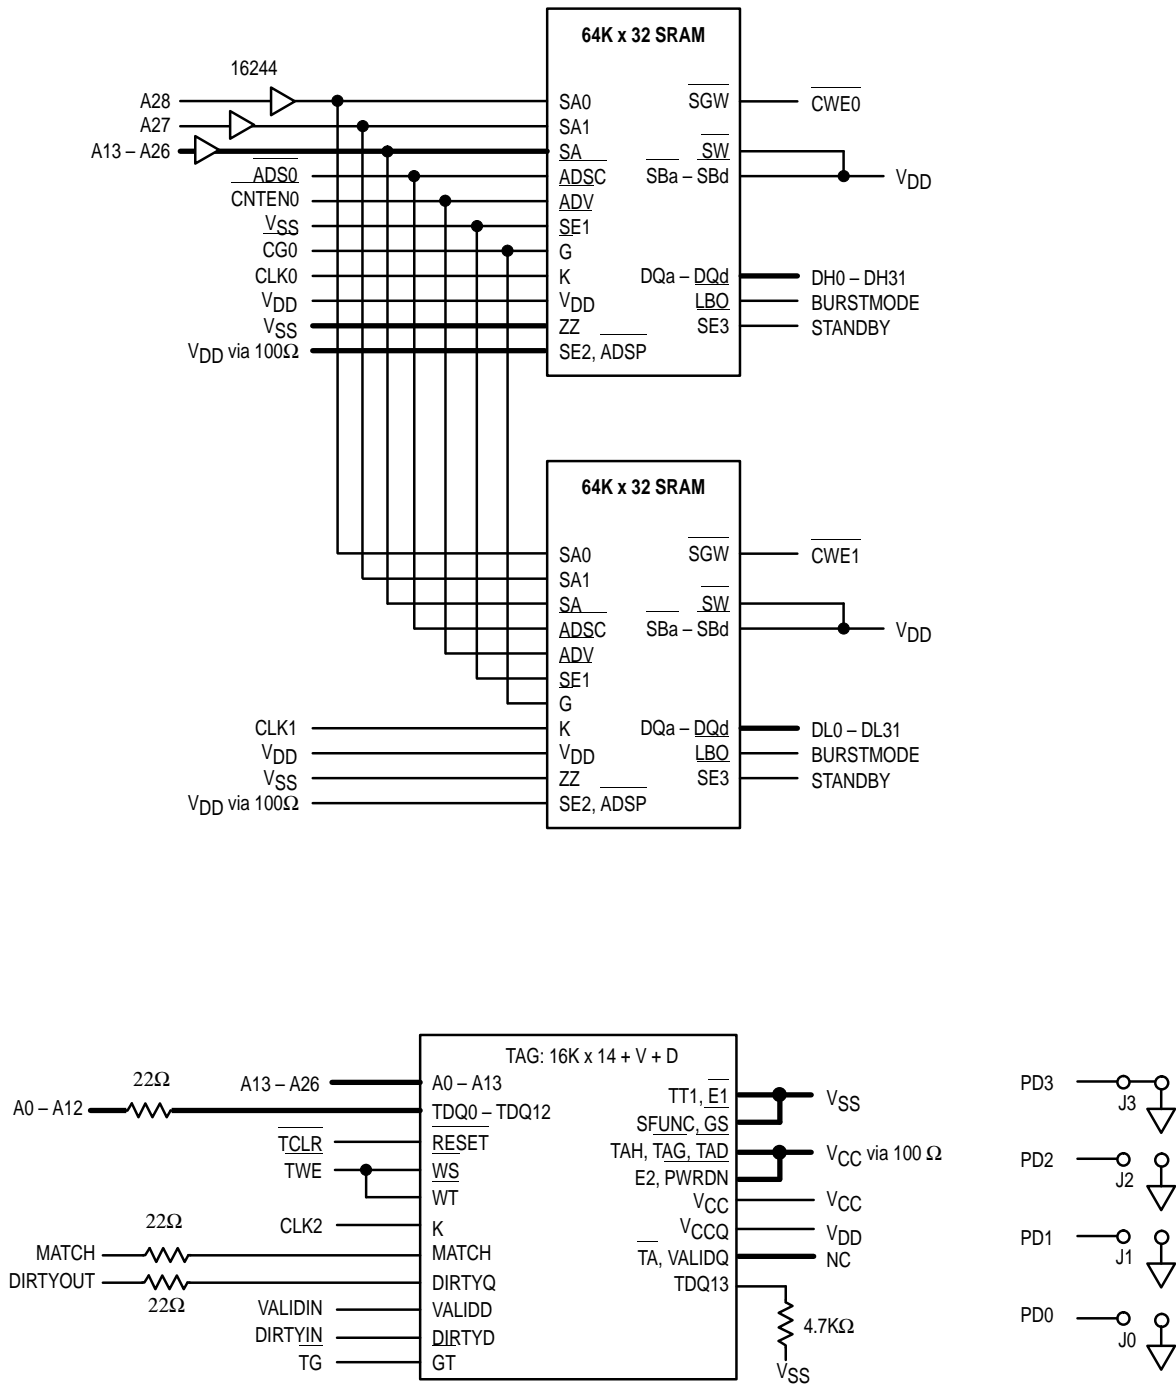 64K x 32 SRAM
16244
A28 SA0 SGW CWE0
A27 SA1
A13 – A26 SA SW
ADS0 ADSC SBa – SBd VDD
CNTEN0 ADV
VSS SE1
CG0 G
CLK0 K DQa – DQd DH0 – DH31
VDD VDD LBO BURSTMODE
VSS ZZ SE3 STANDBY
VDD via 100Ω SE2, ADSP
64K x 32 SRAM
SA0 SGW CWE1
SA1
SA SW
ADSC SBa – SBd VDD
ADV
SE1
G
CLK1 K DQa – DQd DL0 – DL31
VDD VDD LBO BURSTMODE
VSS ZZ SE3 STANDBY
VDD via 100Ω SE2, ADSP
TAG: 16K x 14 + V + D
22Ω
A13 – A26 A0 – A13
A0 – A12 TDQ0 – TDQ12
TCLR RESET
TWE WS
WT
CLK2 K
22Ω
MATCH MATCH
DIRTYOUT DIRTYQ
22Ω
VALIDIN VALIDD
DIRTYIN DIRTYD
TG GT
TT1, E1 VSS
SFUNC, GS
TAH, TAG, TAD VCC via 100 Ω
E2, PWRDN
VCC VCC
VCCQ VDD
TA, VALIDQ NC
TDQ13
4.7KΩ
VSS
PD3
J3
PD2
J2
PD1
J1
PD0
J0